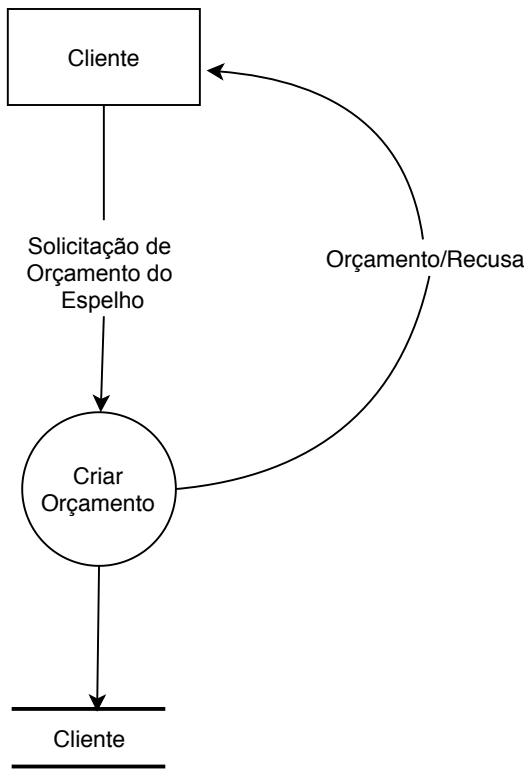 Cliente
Solicitação de
Orçamento do
Espelho
Orçamento/Recusa
Criar
Orçamento
Cliente